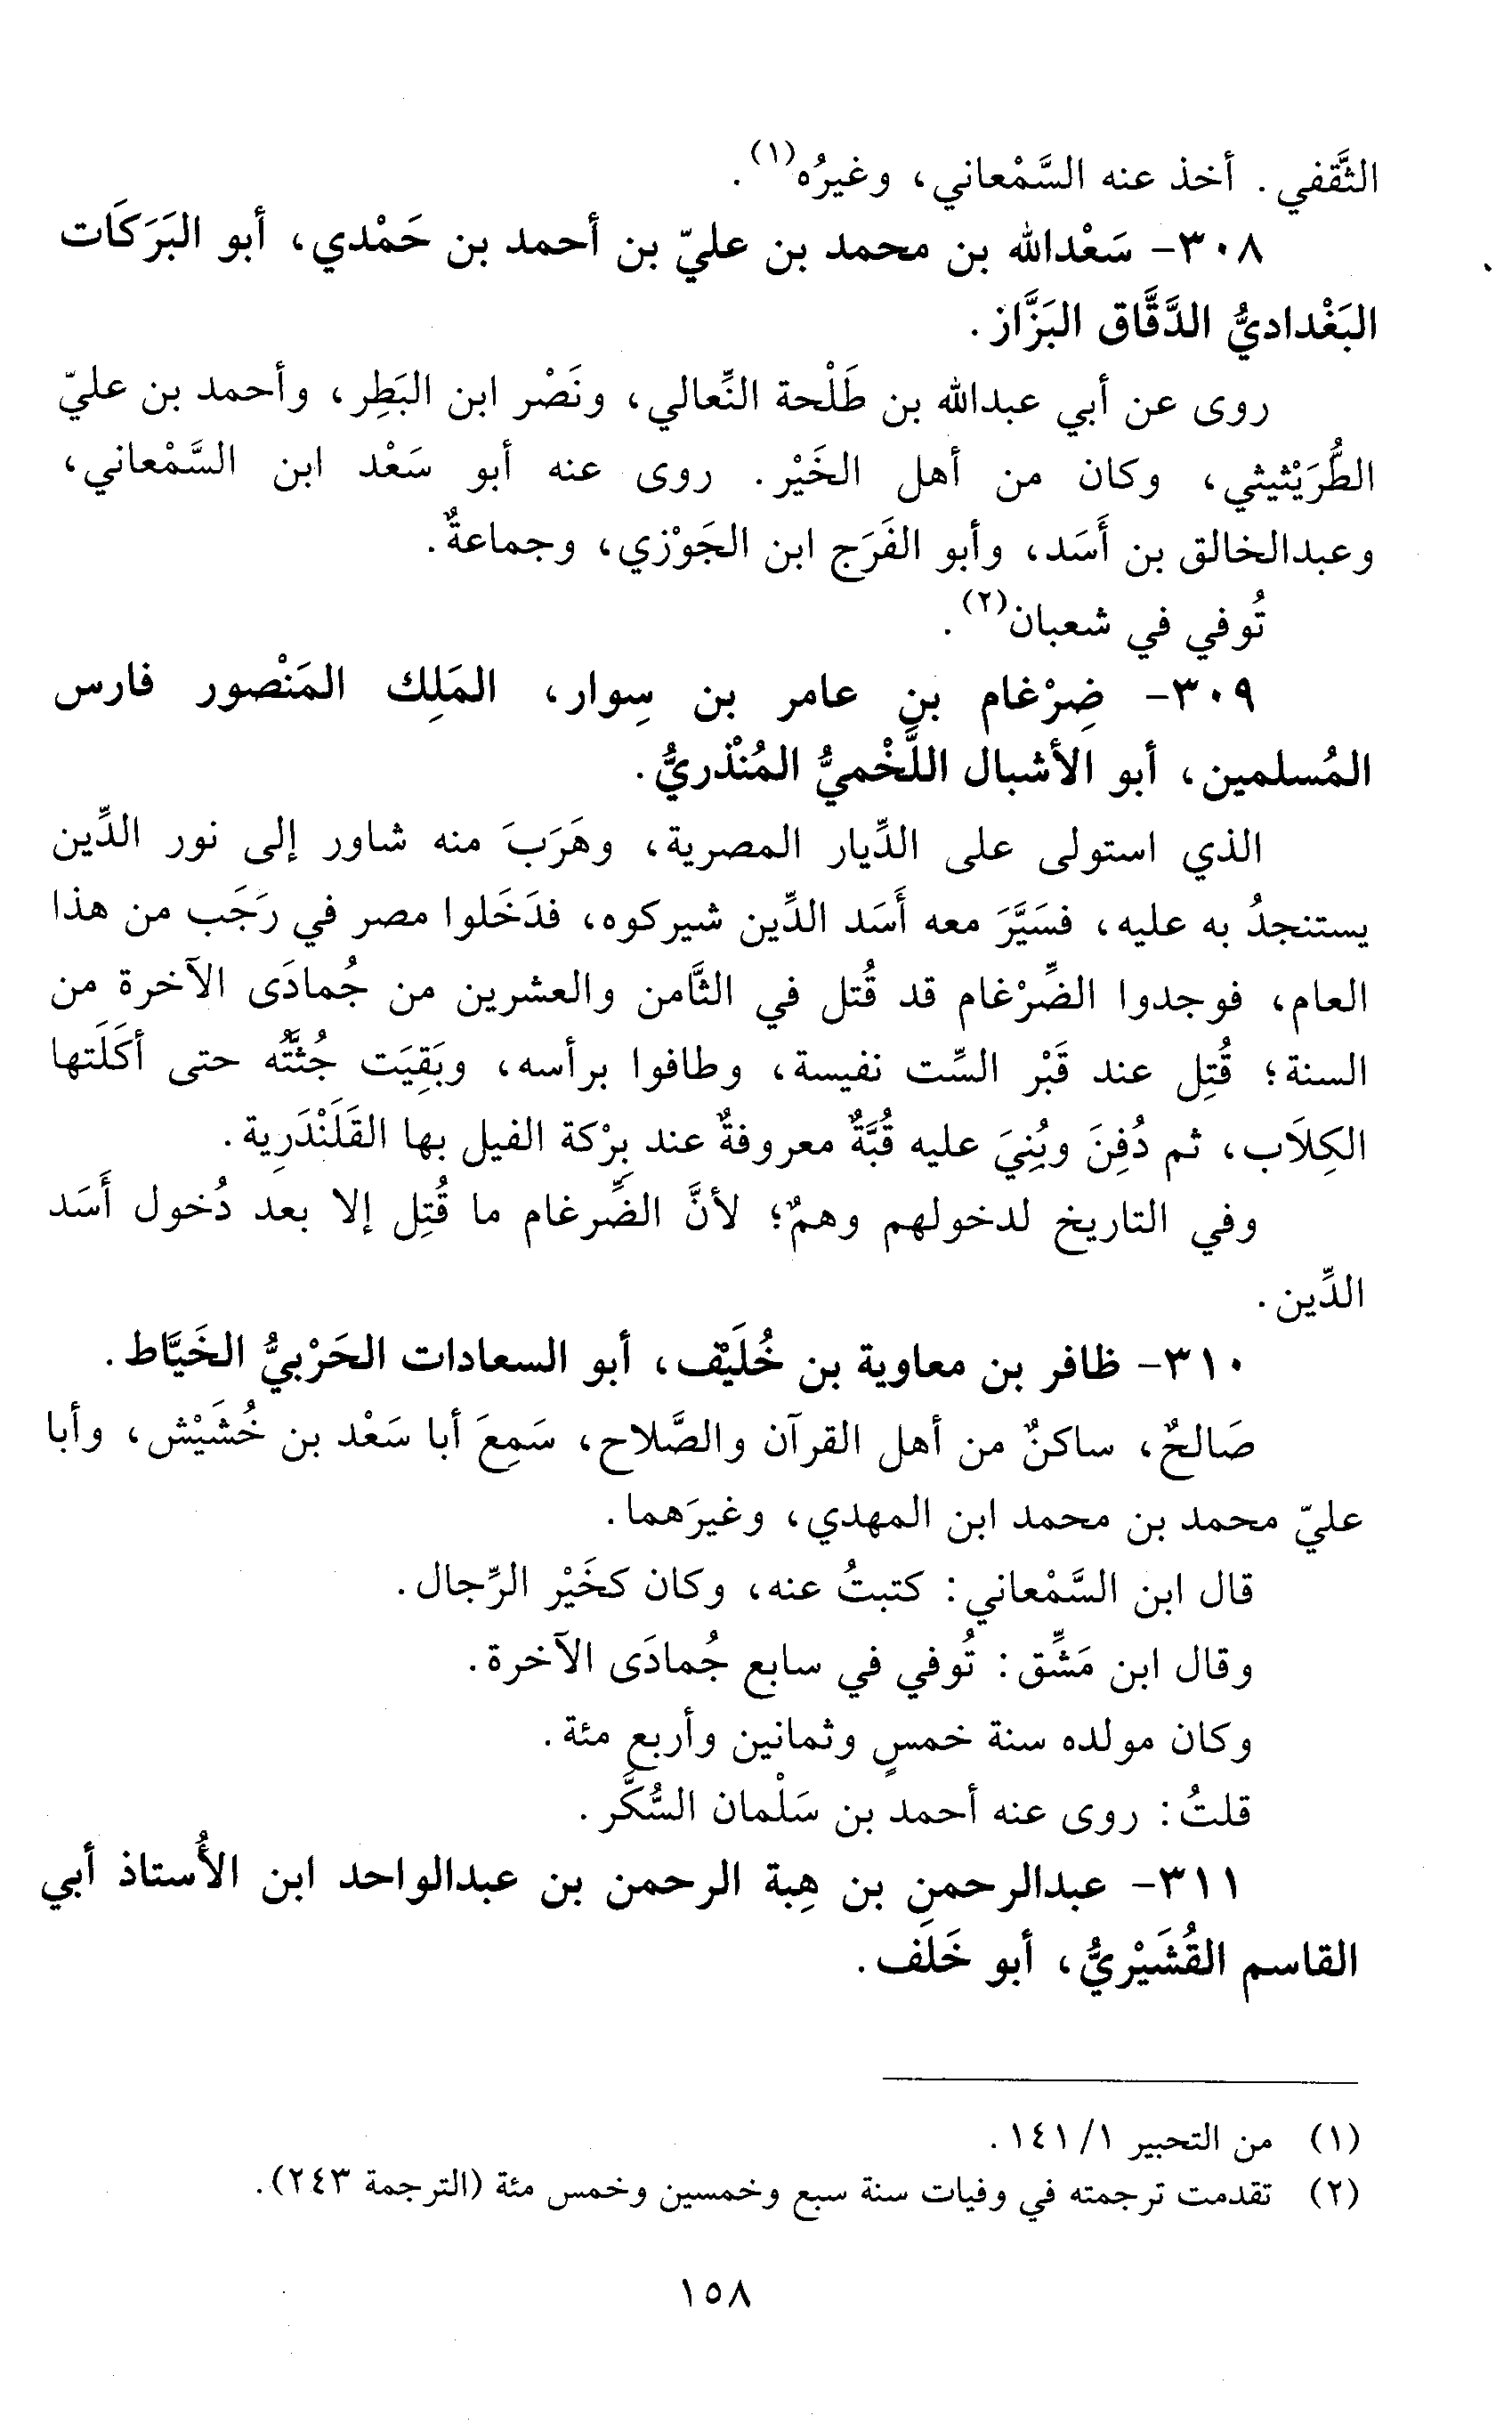 الثَّقفي. أخذ عنه السَّمْعاني، وغيرُه(١).
٣٠٨- سَعْدالله بن محمد بن عليّ بن أحمد بن حَمْدي، أبو البَرَكَات
البَغْداديُّ الدَّقَّاق البَزَّاز.
روى عن أبي عبدالله بن طَلْحة النِّعالي، ونَصْر ابن البَطِر، وأحمد بن عليّ
الطُّرَيْثيثي، وكان من أهل الخَيْر. روى عنه أبو سَعْد ابن السَّمْعاني،
وعبدالخالق بن أَسَد، وأبو الفَرَج ابن الجَوْزي، وجماعةٌ.
تُوفي في شعبان(٢).
٣٠٩- ضِرْغام بن عامر بن سِوار، المَلِك المَنْصور فارس
المُسلمين، أبو الأشبال اللَّخْميُّ المُنْذريُّ.
الذي استولى على الدِّيار المصرية، وهَرَبَ منه شاور إلى نور الدِّين
يستنجدُ به عليه، فسَيَّرَ معه أَسَد الدِّين شيركوه، فدَخَلوا مصر في رَجَب من هذا
العام، فوجدوا الضِّرْغام قد قُتل في الثَّامن والعشرين من جُمادَى الآخرة من
السنة؛ قُتِل عند قَبْر السِّت نفيسة، وطافوا برأسه، وبَقِيَت جُثَّتُه حتى أكَلَتها
الكِلاَب، ثم دُفِنَ وبُنِيَ عليه قُبَّةٌ معروفةٌ عند بِرْكة الفيل بها القَلَنْدَرِية.
وفي التاريخ لدخولهم وهمٌ؛ لأنَّ الضِّرغام ما قُتِل إلا بعد دُخول أَسَد
الدِّين.
٣١٠- ظافر بن معاوية بن خُلَيْف، أبو السعادات الحَرْبيُّ الخَيَّاط.
صَالحٌ، ساكنٌ من أهل القرآن والصَّلاح، سَمِعَ أبا سَعْد بن خُشَيْش، وأبا
عليّ محمد بن محمد ابن المهدي، وغيرَهما.
قال ابن السَّمْعاني: كتبتُ عنه، وكان كخَيْر الرِّجال.
وقال ابن مَشِّق: تُوفي في سابع جُمادَى الآخرة.
وكان مولده سنة خمسٍ وثمانين وأربع مئة.
قلتُ: روى عنه أحمد بن سَلْمان السُّكَّر.
٣١١- عبدالرحمن بن هِبة الرحمن بن عبدالواحد ابن الأُستاذ أبي
القاسم القُشَيْريُّ، أبو خَلَف.
(١) من التحبير ١/ ١٤١.
(٢) تقدمت ترجمته في وفيات سنة سبع وخمسين وخمس مئة (الترجمة ٢٤٣).
١٥٨